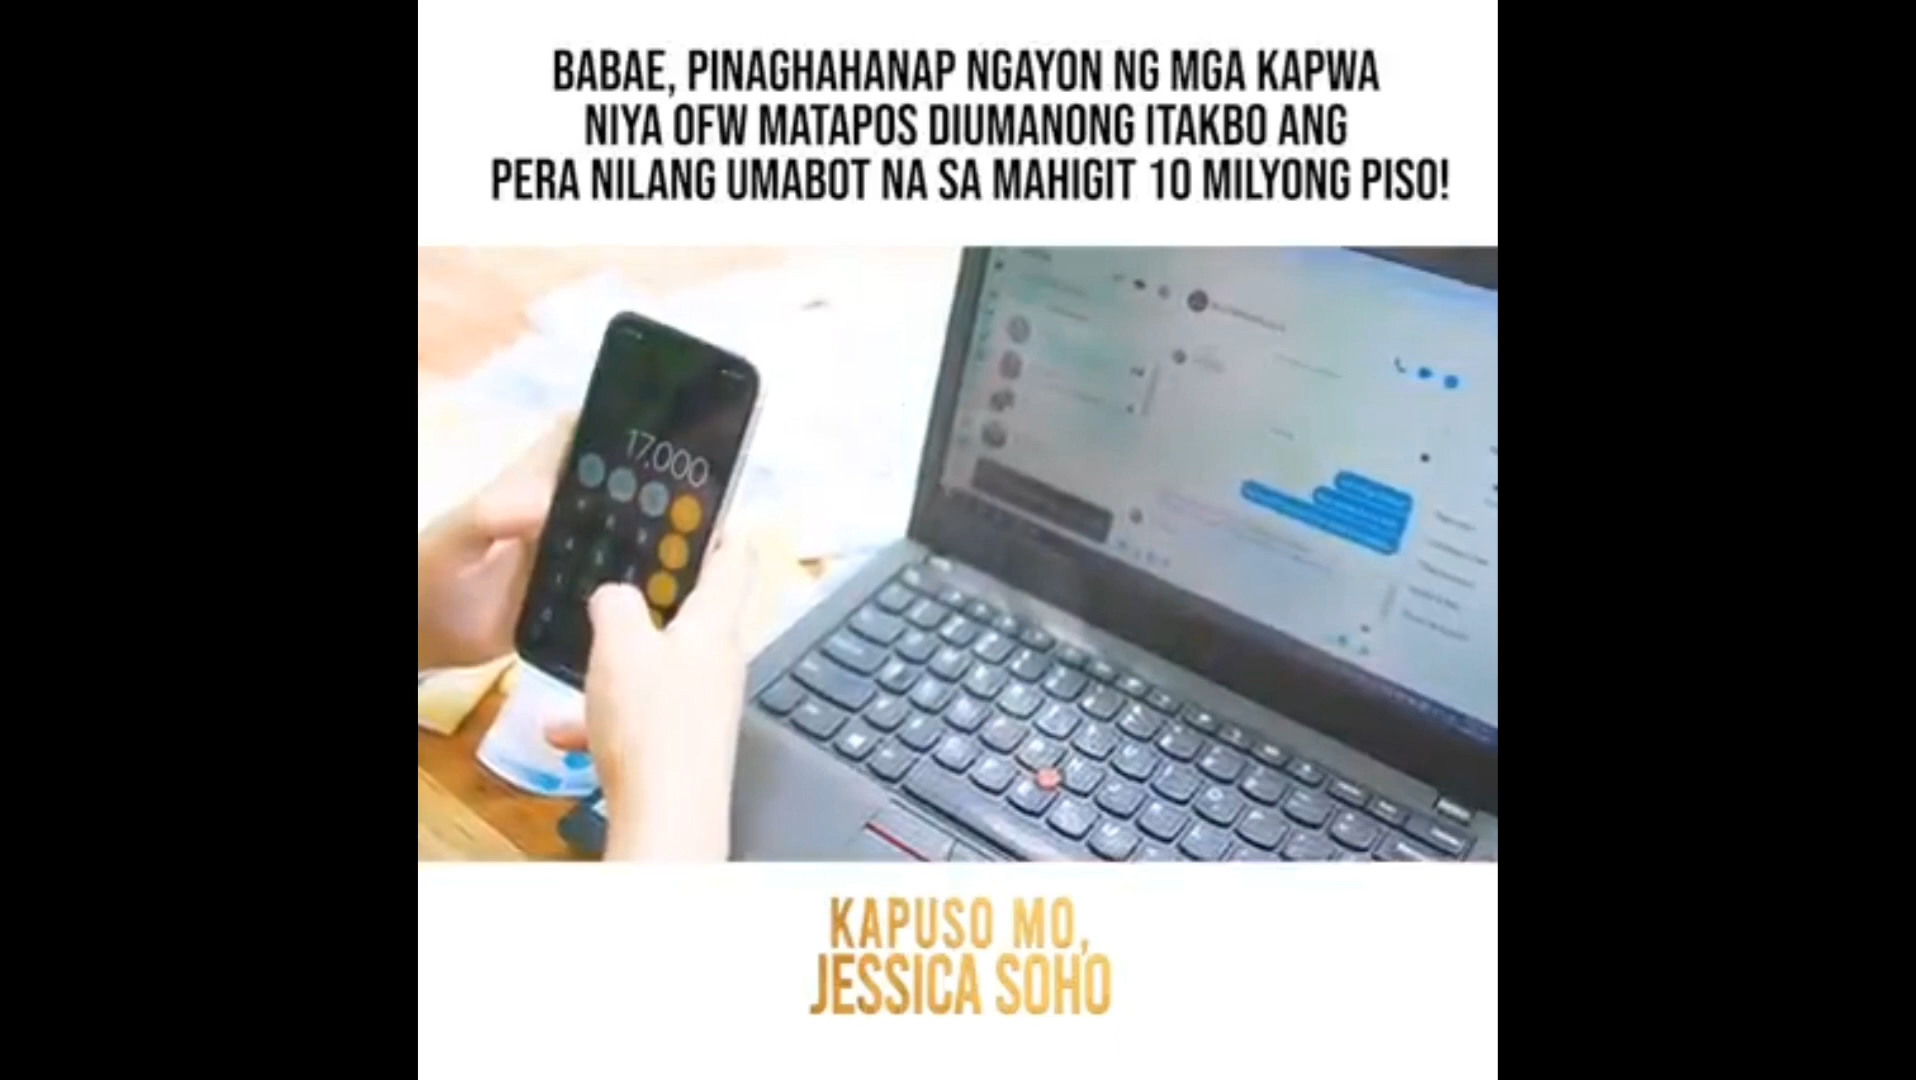 BABAE, PINAGHAHANAP NGAYON NG MGA KAPWA
NIYA OFW MATAPOS DIUMANONG ITAKBO ANG
PERA NILANG UMABOT NA SA MAHIGIT 10 MILYONG PISO!
17,000
KAPUSO MO,
JESSICA SOHO